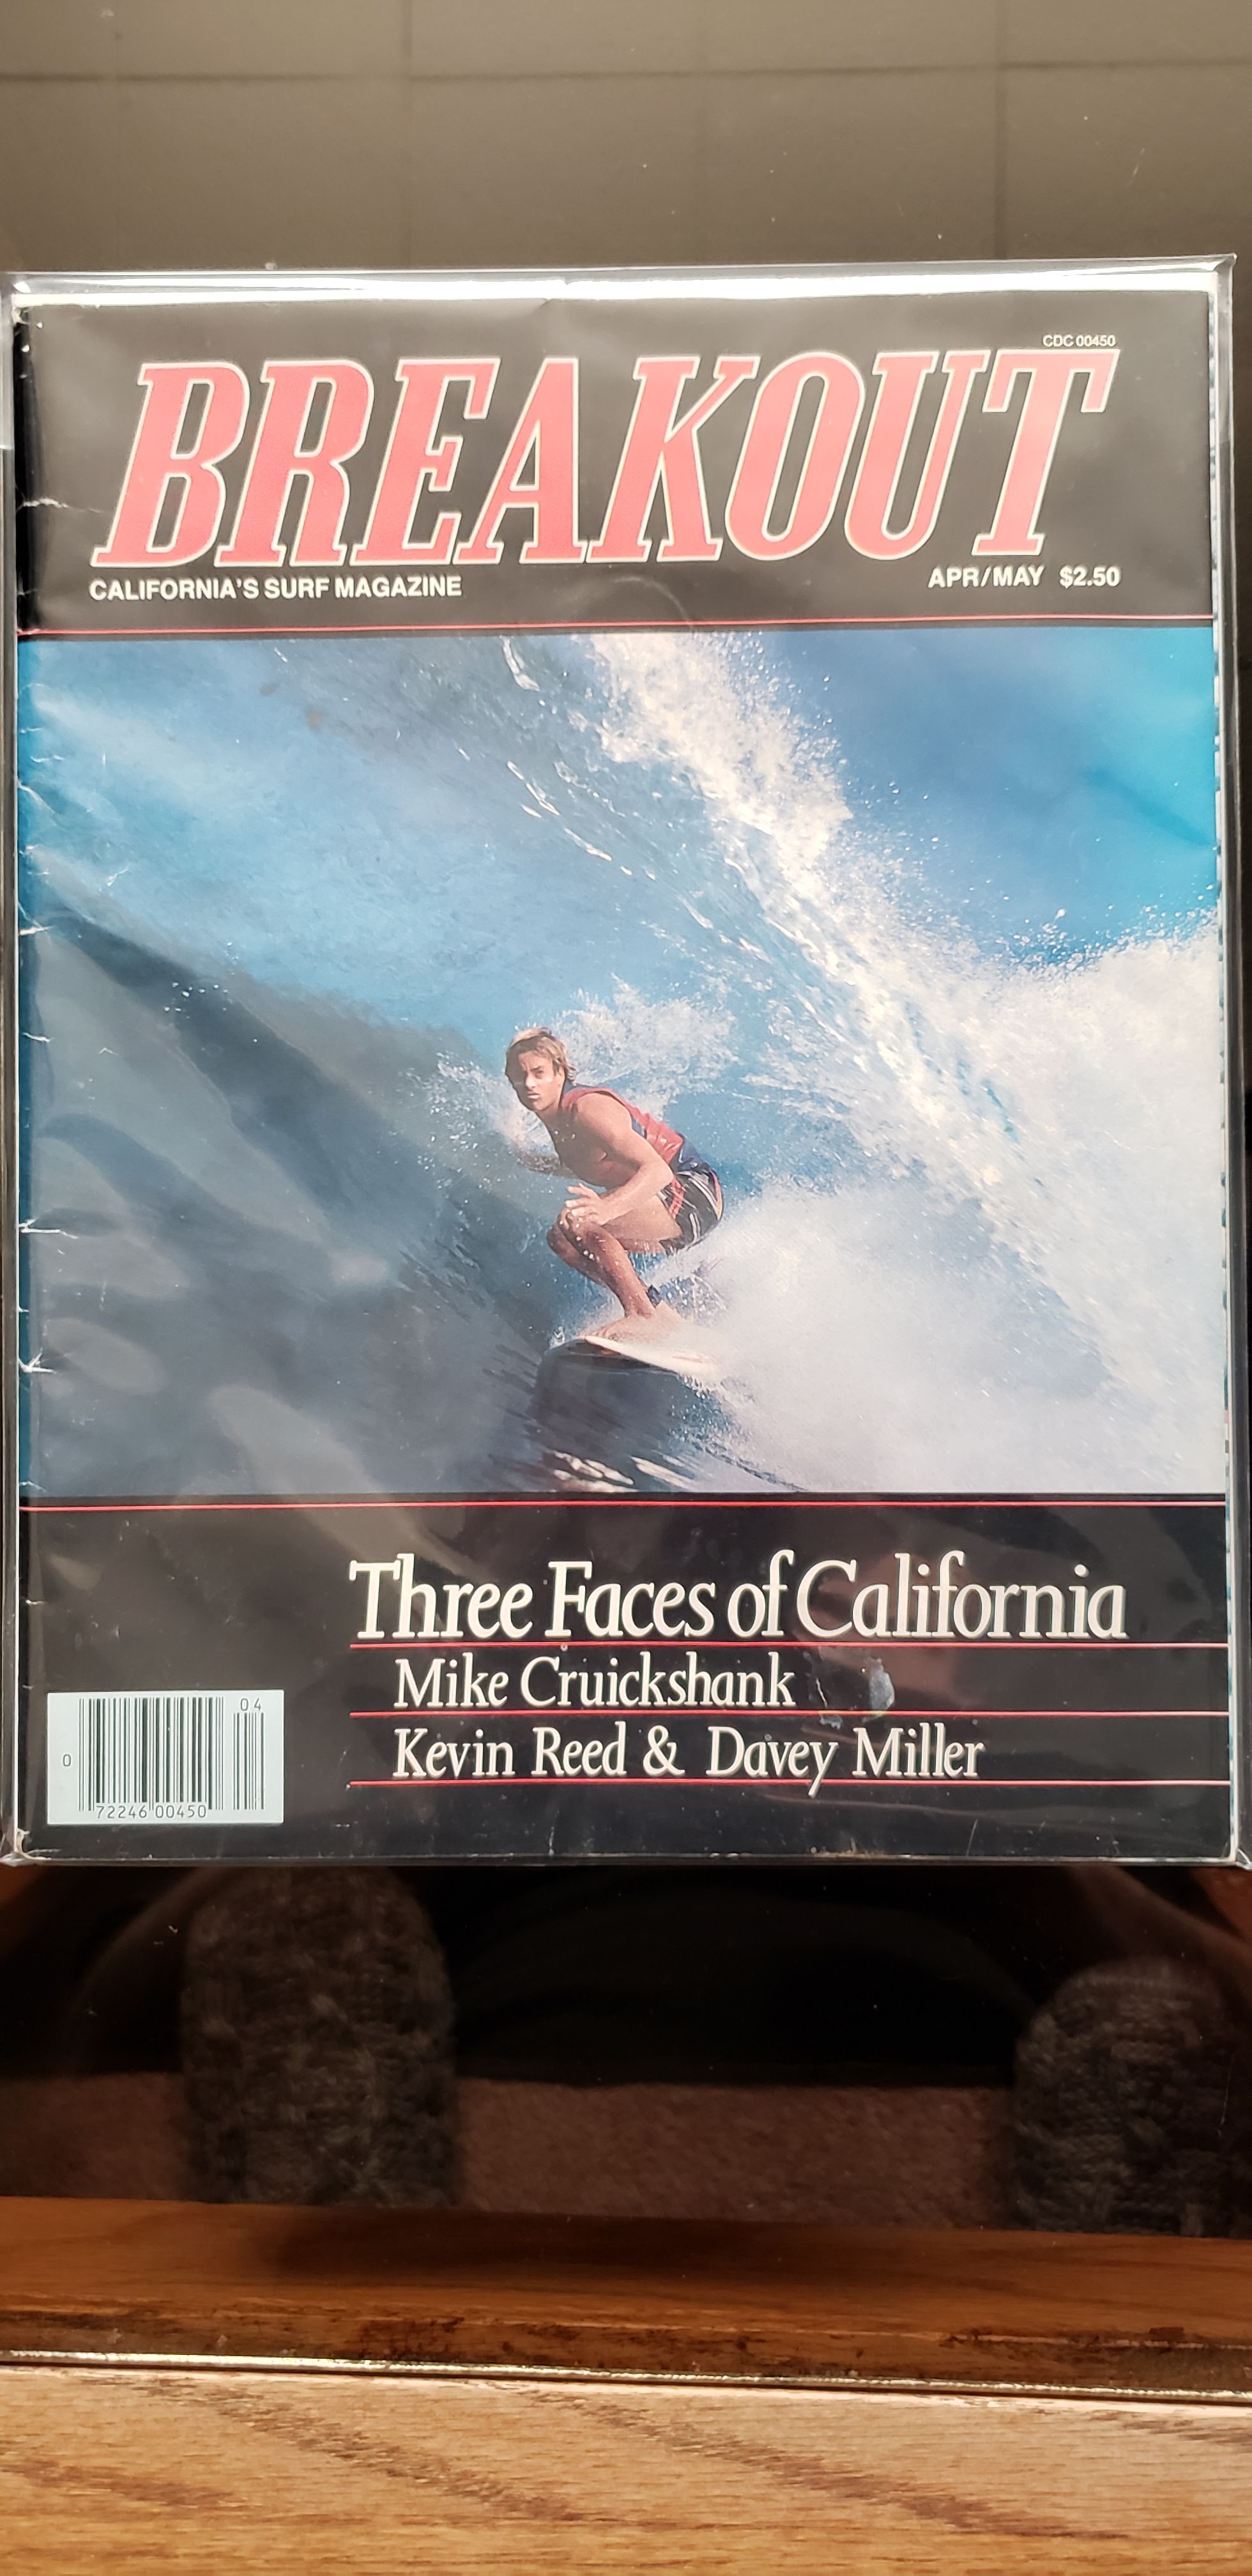 CDC 00450
BREAKOUT
CALIFORNIA'S SURF MAGAZINE
APR/MAY $2.50
Three Faces of California
Mike Cruickshank
Kevin Reed & Davey Miller
04
0
72246 00450